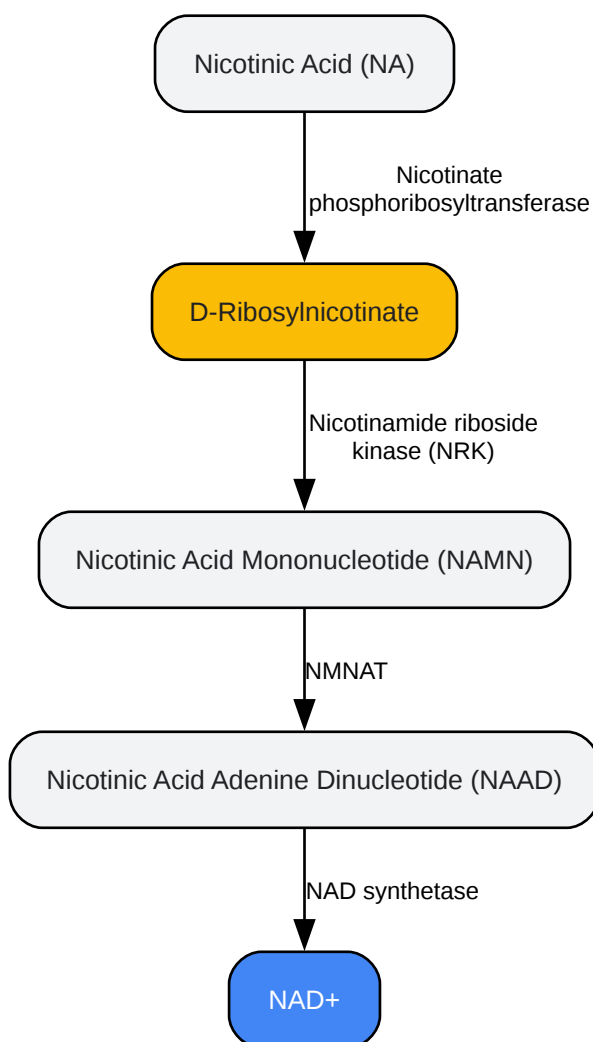 Nicotinic Acid (NA)
Nicotinate
phosphoribosyltransferase
D-Ribosylnicotinate
Nicotinamide riboside
kinase (NRK)
Nicotinic Acid Mononucleotide (NAMN)
NMNAT
Nicotinic Acid Adenine Dinucleotide (NAAD)
NAD synthetase
NAD+